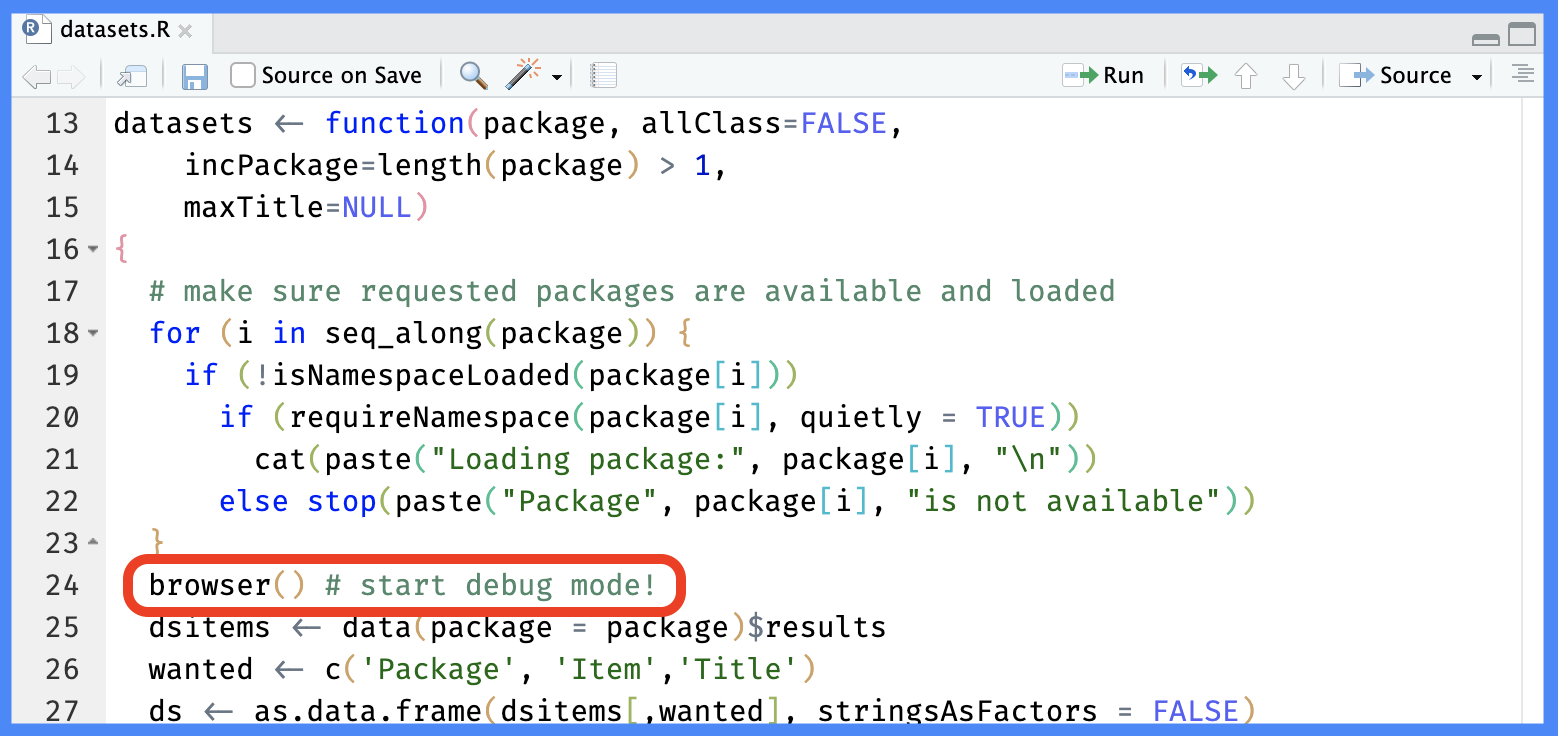 datasets.R
Source on Save
Run
Source
13 datasets <- function(package, allClass=FALSE,
14     incPackage=length(package) > 1,
15     maxTitle=NULL)
16 {
17   # make sure requested packages are available and loaded
18   for (i in seq_along(package)) {
19     if (!isNamespaceLoaded(package[i]))
20       if (requireNamespace(package[i], quietly = TRUE))
21         cat(paste("Loading package:", package[i], "\n"))
22       else stop(paste("Package", package[i], "is not available"))
23   }
24   browser() # start debug mode!
25   dsitems <- data(package = package)$results
26   wanted <- c('Package', 'Item','Title')
27   ds <- as.data.frame(dsitems[,wanted], stringsAsFactors = FALSE)